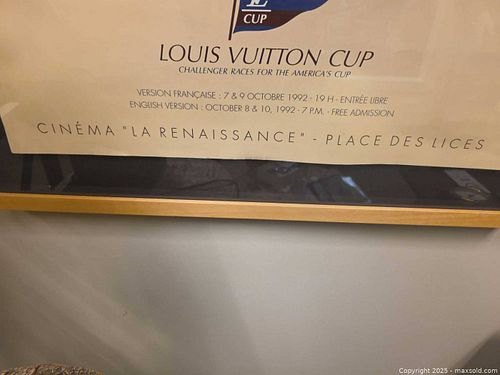 CUP
LOUIS VUITTON CUP
CHALLENGER RACES FOR THE AMERICA'S CUP
VERSION FRANÇAISE : 7 & 9 OCTOBRE 1992 - 19 H - ENTRÉE LIBRE
ENGLISH VERSION : OCTOBER 8 & 10, 1992 - 7 P.M. - FREE ADMISSION
CINÉMA "LA RENAISSANCE" - PLACE DES LICES
Copyright 2025 - maxsold.com